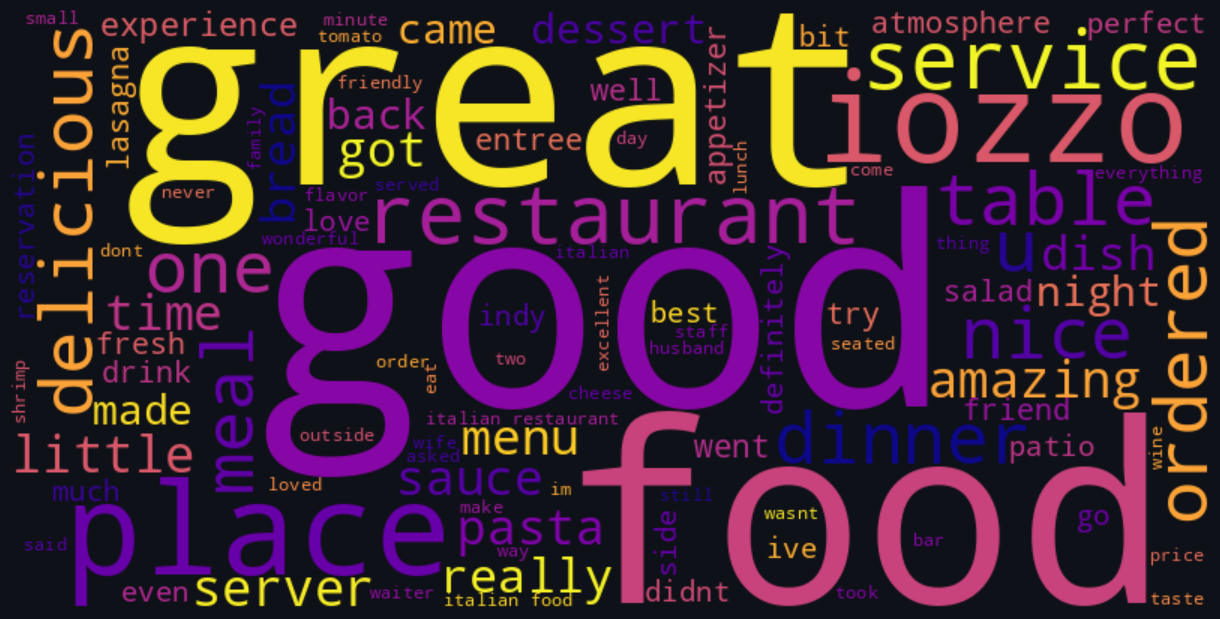 small
experience
minute
tomato
came
dessert
bit
atmosphere
perfect
delicious
lasagna
great
friendly
bread
family
back
got
entree
well
day
appetizer
lunch
service
iozzo
come
everything
reservation
never
flavor
served
love
wonderful
restaurant
italian
table
thing
u
dish
dont
one
good
time
fresh
drink
made
meal
little
shrimp
indy
two
order
eat
excellent
best
staff
husband
cheese
definitely
try
seated
salad
night
nice
amazing
friend
ordered
outside
loved
italian restaurant
wife
asked
menu
went
dinner
patio
wine
much
said
place
sauce
im
make
pasta
way
food
still
side
wasnt
ive
bar
go
price
taste
even
server
waiter
really
italian food
didnt
took